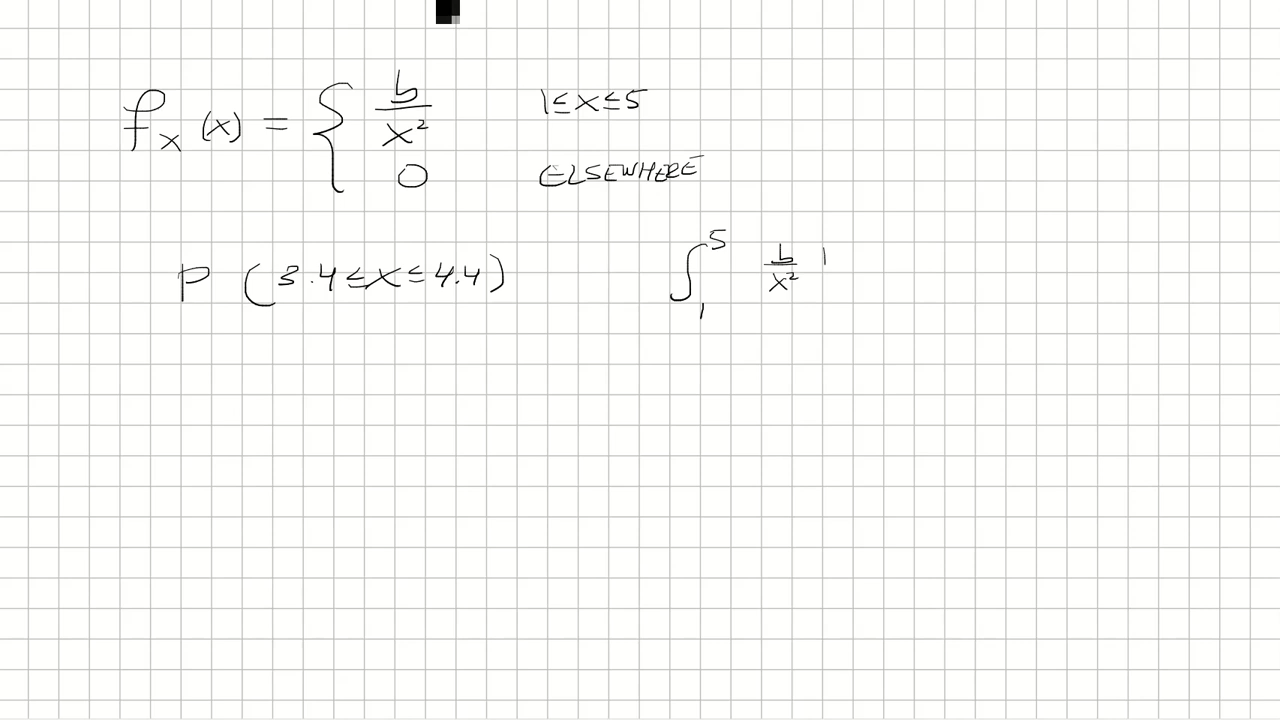 f_X (x) = { b/x² 1≤x≤5
0 ELSEWHERE
P (3.4≤x≤4.4) ∫₁⁵ b/x²